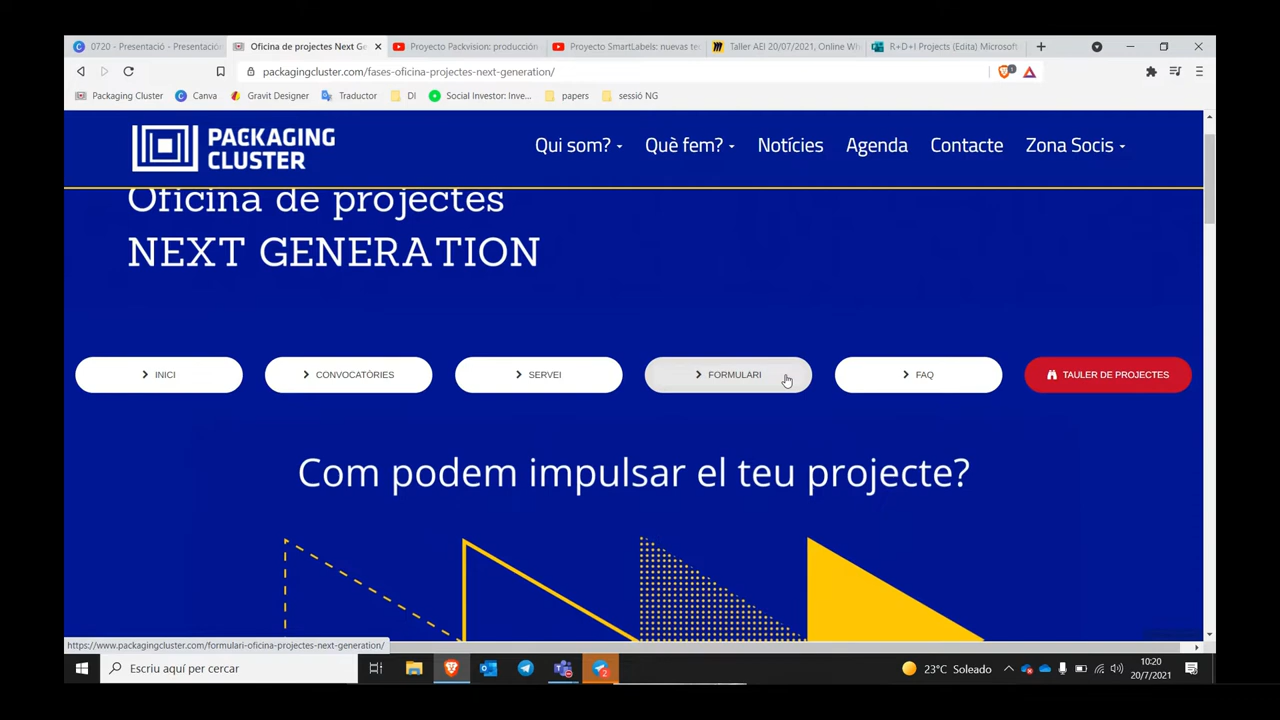 0720 - Presentació - Presentació
Oficina de projectes Next Ge
Proyecto Packvision: producción
Proyecto SmartLabels: nuevas te
Taller AEI 20/07/2021, Online Wh
R+D+I Projects (Edita) Microsoft
packagingcluster.com/fases-oficina-projectes-next-generation/
1
Packaging Cluster
Canva
Gravit Designer
Traductor
DI
Social Investor: Inve...
papers
sessió NG
PACKAGING
CLUSTER
Qui som?
Què fem?
Notícies
Agenda
Contacte
Zona Socis
Oficina de projectes
NEXT GENERATION
INICI
CONVOCATÒRIES
SERVEI
FORMULARI
FAQ
TAULER DE PROJECTES
Com podem impulsar el teu projecte?
https://www.packagingcluster.com/formulari-oficina-projectes-next-generation/
Escriu aquí per cercar
2
23°C Soleado
10:20
20/7/2021